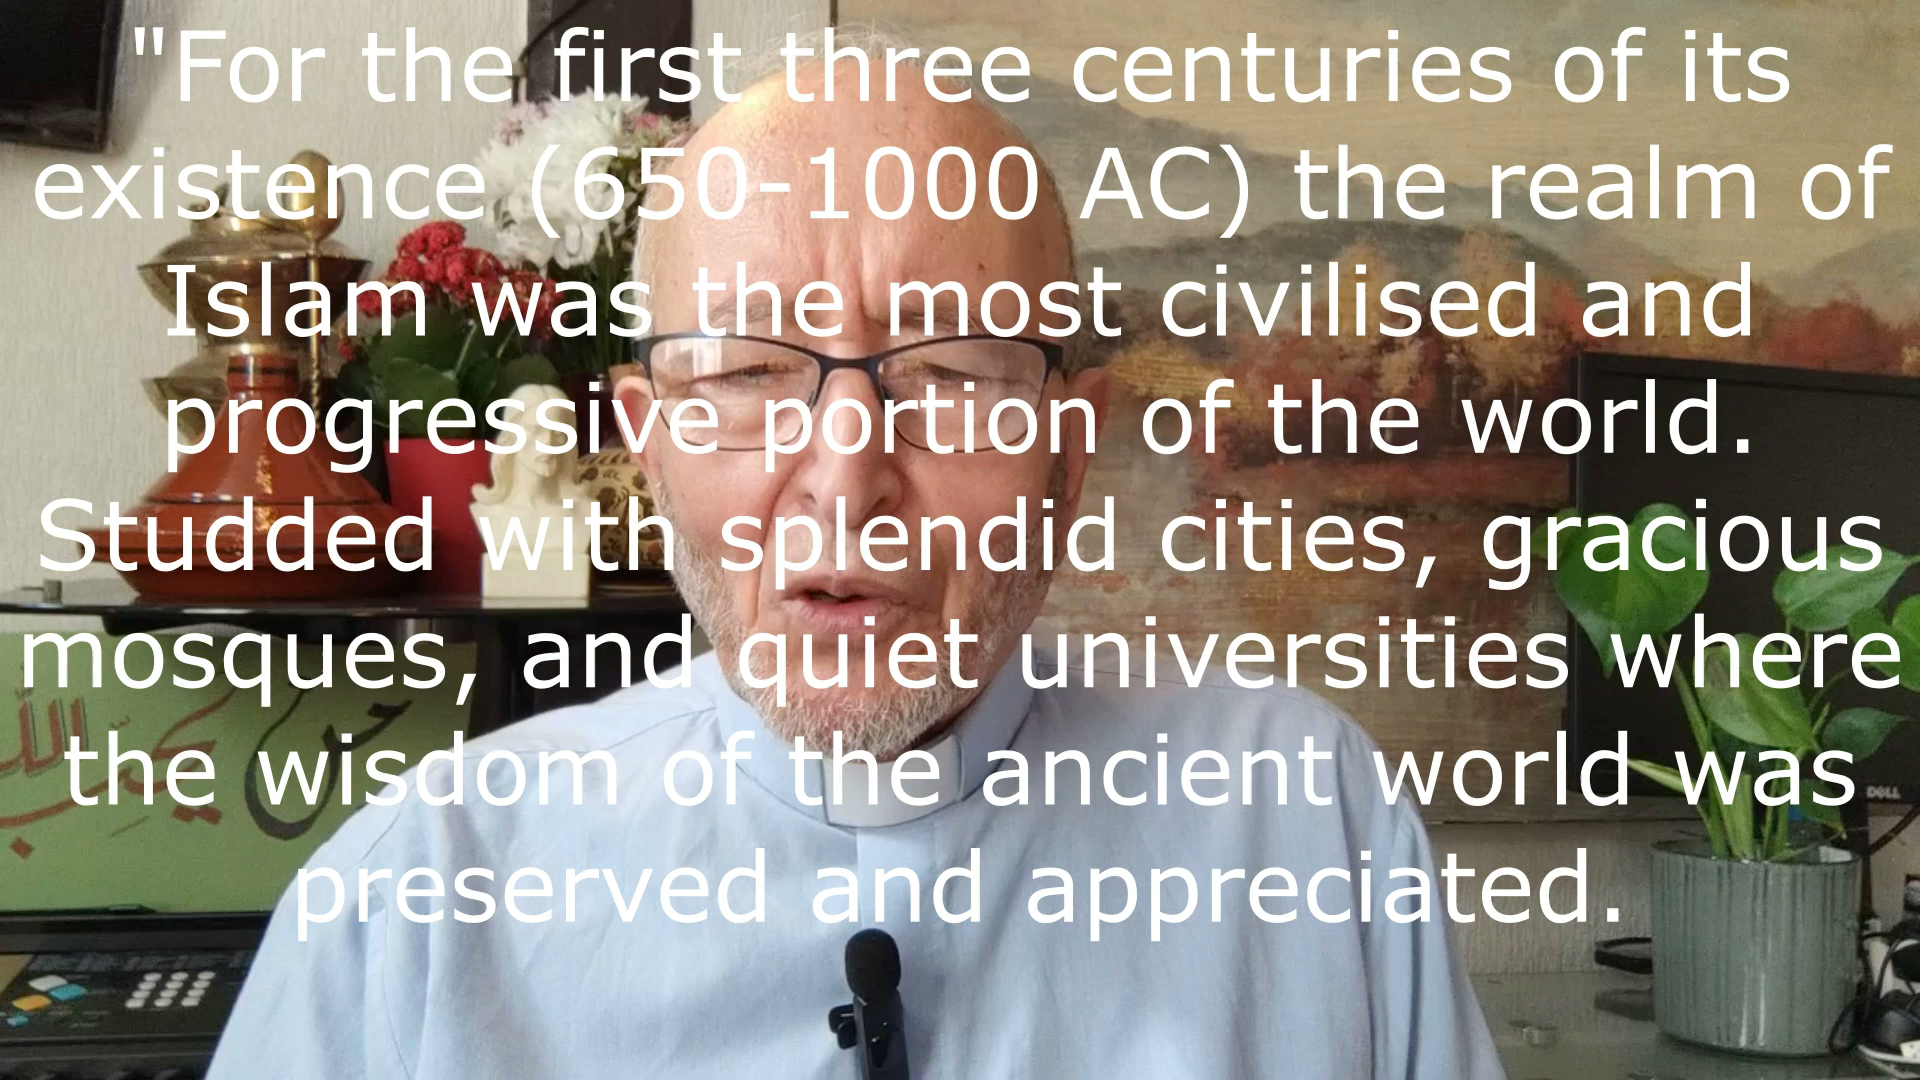 "For the first three centuries of its
existence (650-1000 AC) the realm of
Islam was the most civilised and
progressive portion of the world.
Studded with splendid cities, gracious
mosques, and quiet universities where
the wisdom of the ancient world was
preserved and appreciated.
DELL